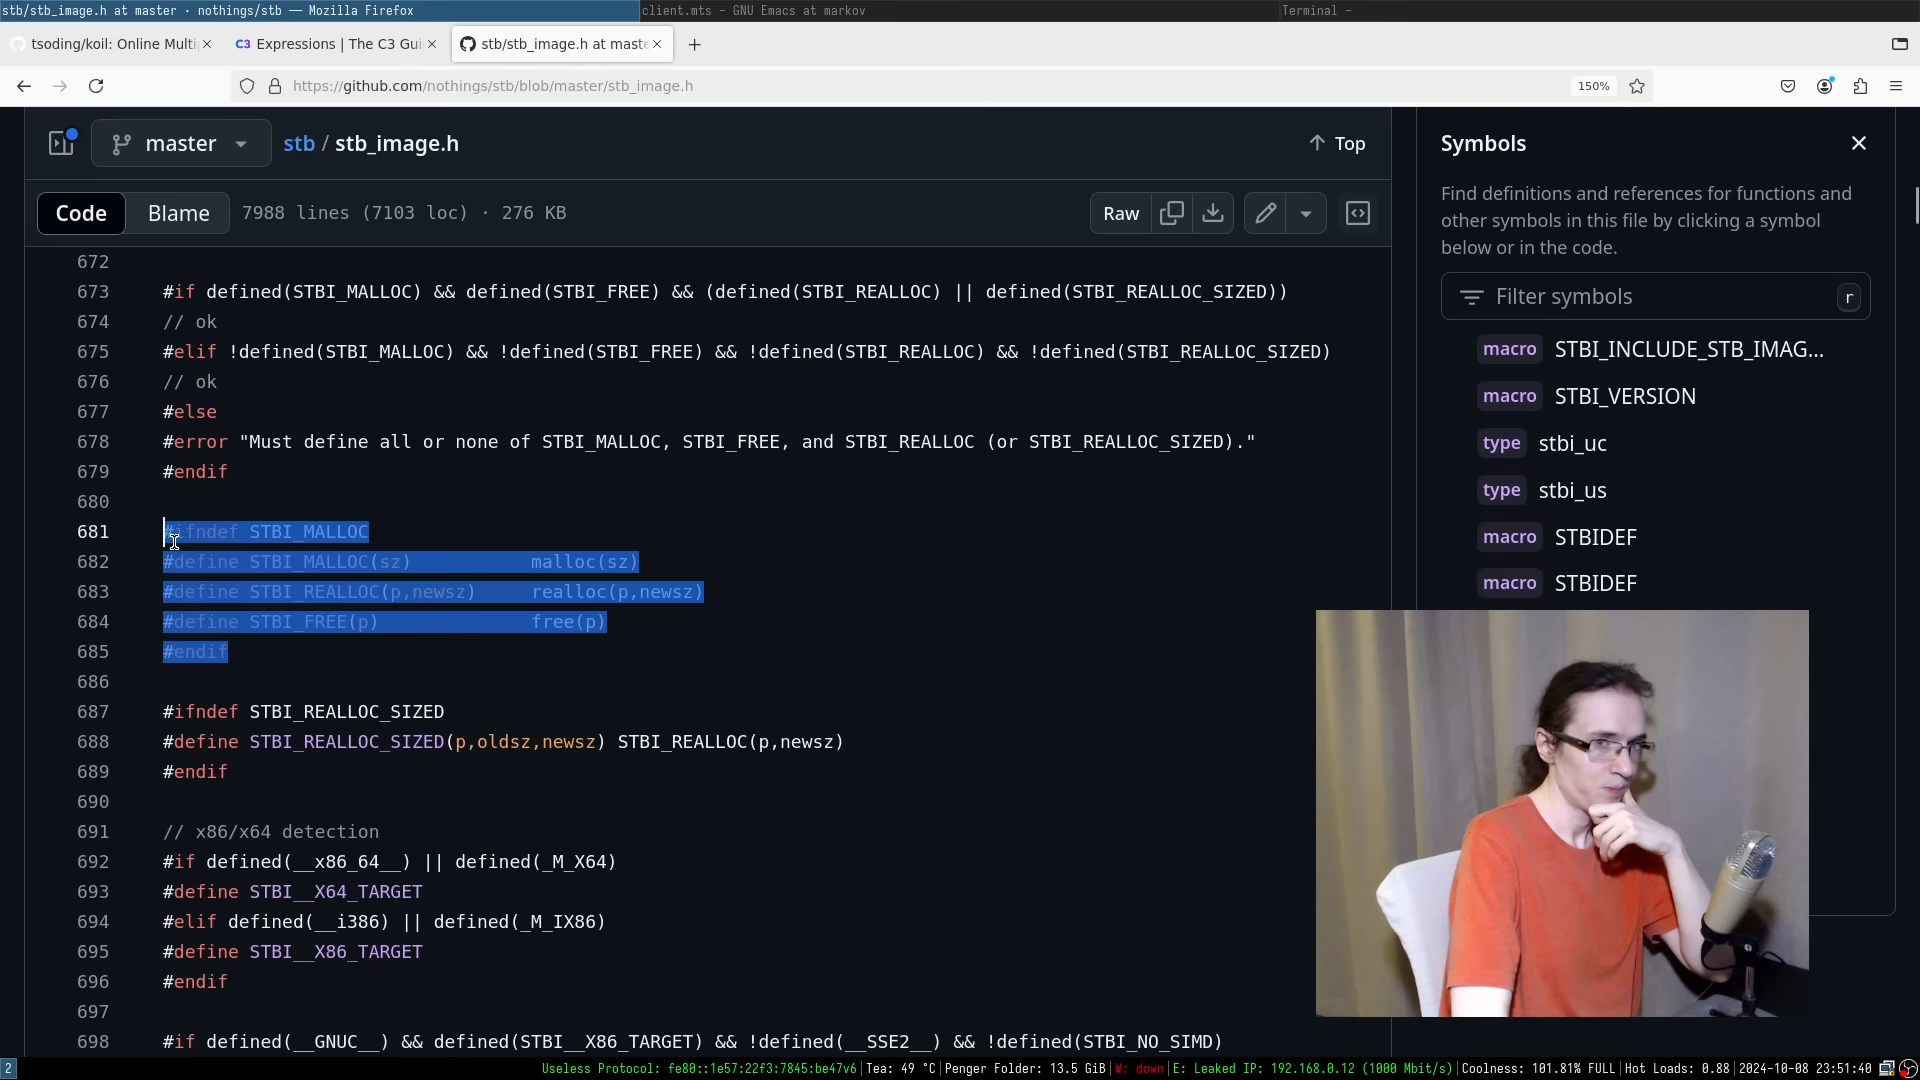 stb/stb_image.h at master · nothings/stb — Mozilla Firefox
client.mts - GNU Emacs at markov
Terminal -
tsoding/koil: Online Multi
C3 Expressions | The C3 Gui
stb/stb_image.h at maste
https://github.com/nothings/stb/blob/master/stb_image.h
150%
master
stb / stb_image.h
Top
Code
Blame
7988 lines (7103 loc) · 276 KB
Raw
672
673 #if defined(STBI_MALLOC) && defined(STBI_FREE) && (defined(STBI_REALLOC) || defined(STBI_REALLOC_SIZED))
674 // ok
675 #elif !defined(STBI_MALLOC) && !defined(STBI_FREE) && !defined(STBI_REALLOC) && !defined(STBI_REALLOC_SIZED)
676 // ok
677 #else
678 #error "Must define all or none of STBI_MALLOC, STBI_FREE, and STBI_REALLOC (or STBI_REALLOC_SIZED)."
679 #endif
680
681 #ifndef STBI_MALLOC
682 #define STBI_MALLOC(sz)           malloc(sz)
683 #define STBI_REALLOC(p,newsz)     realloc(p,newsz)
684 #define STBI_FREE(p)              free(p)
685 #endif
686
687 #ifndef STBI_REALLOC_SIZED
688 #define STBI_REALLOC_SIZED(p,oldsz,newsz) STBI_REALLOC(p,newsz)
689 #endif
690
691 // x86/x64 detection
692 #if defined(__x86_64__) || defined(_M_X64)
693 #define STBI__X64_TARGET
694 #elif defined(__i386) || defined(_M_IX86)
695 #define STBI__X86_TARGET
696 #endif
697
698 #if defined(__GNUC__) && defined(STBI__X86_TARGET) && !defined(__SSE2__) && !defined(STBI_NO_SIMD)
Symbols
Find definitions and references for functions and
other symbols in this file by clicking a symbol
below or in the code.
Filter symbols
r
macro STBI_INCLUDE_STB_IMAG...
macro STBI_VERSION
type stbi_uc
type stbi_us
macro STBIDEF
macro STBIDEF
2
Useless Protocol: fe80::1e57:22f3:7845:be47v6|Tea: 49 °C|Penger Folder: 13.5 GiB|W: down|E: Leaked IP: 192.168.0.12 (1000 Mbit/s)|Coolness: 101.81% FULL|Hot Loads: 0.88|2024-10-08 23:51:40